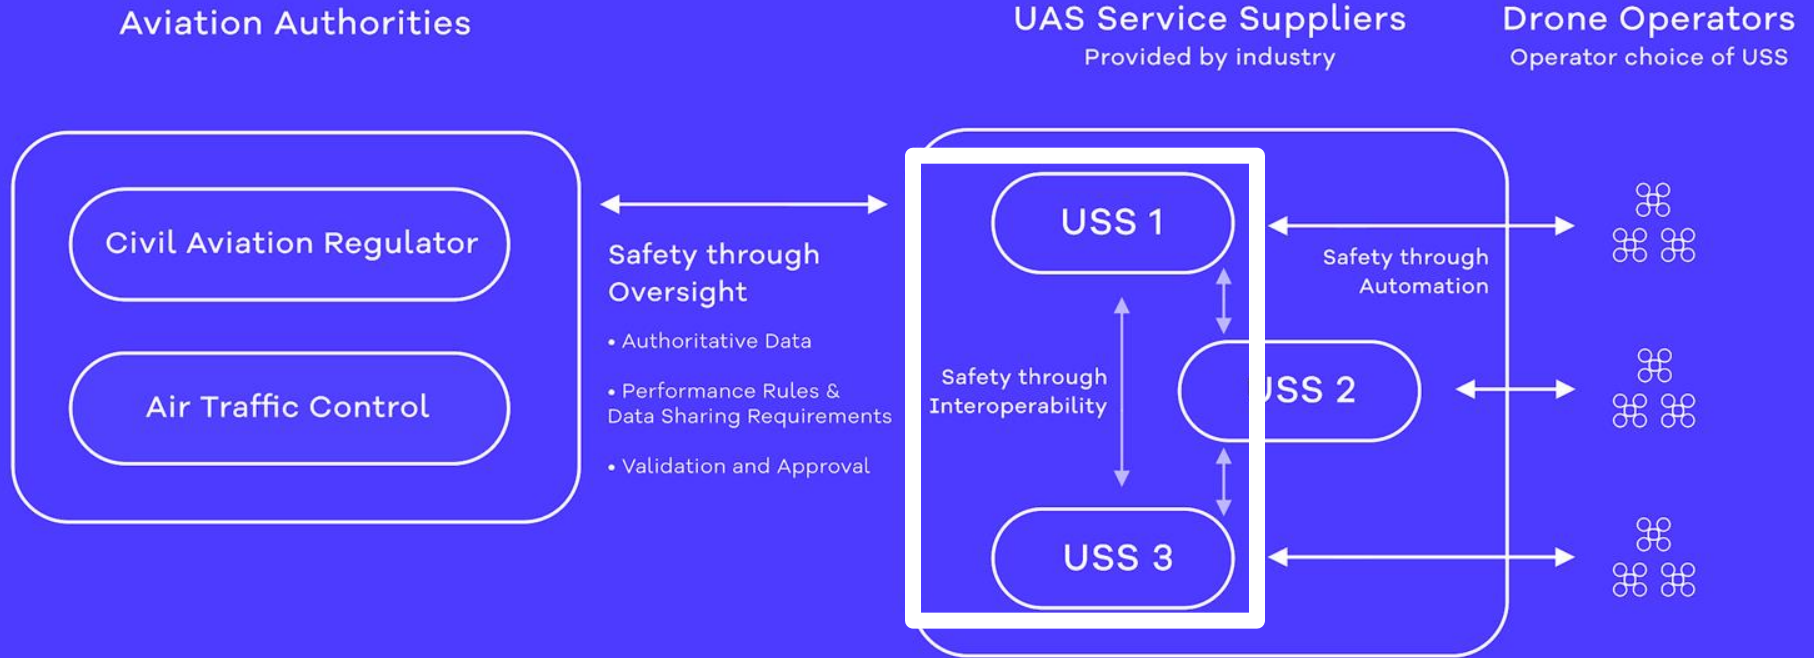 Aviation Authorities
UAS Service Suppliers
Provided by industry
Drone Operators
Operator choice of USS
Civil Aviation Regulator
Air Traffic Control
Safety through
Oversight
• Authoritative Data
• Performance Rules &
Data Sharing Requirements
• Validation and Approval
USS 1
Safety through
Automation
Safety through
Interoperability
USS 2
USS 3